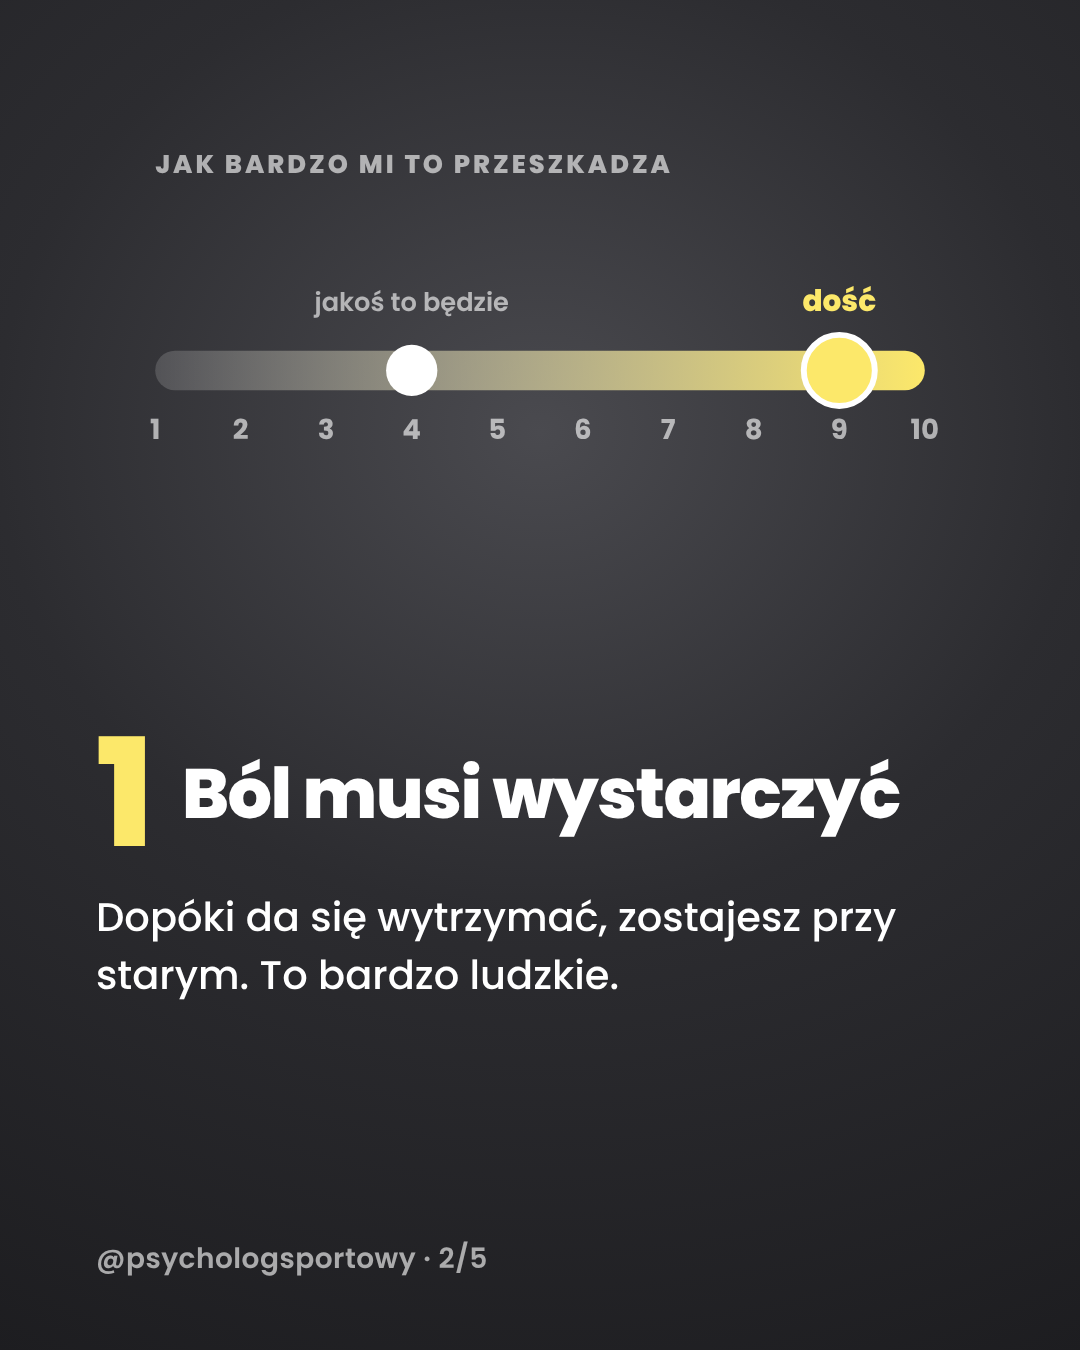 JAK BARDZO MI TO PRZESZKADZA
jakoś to będzie dość
1 2 3 4 5 6 7 8 9 10
1 Ból musi wystarczyć
Dopóki da się wytrzymać, zostajesz przy
starym. To bardzo ludzkie.
@psychologsportowy · 2/5